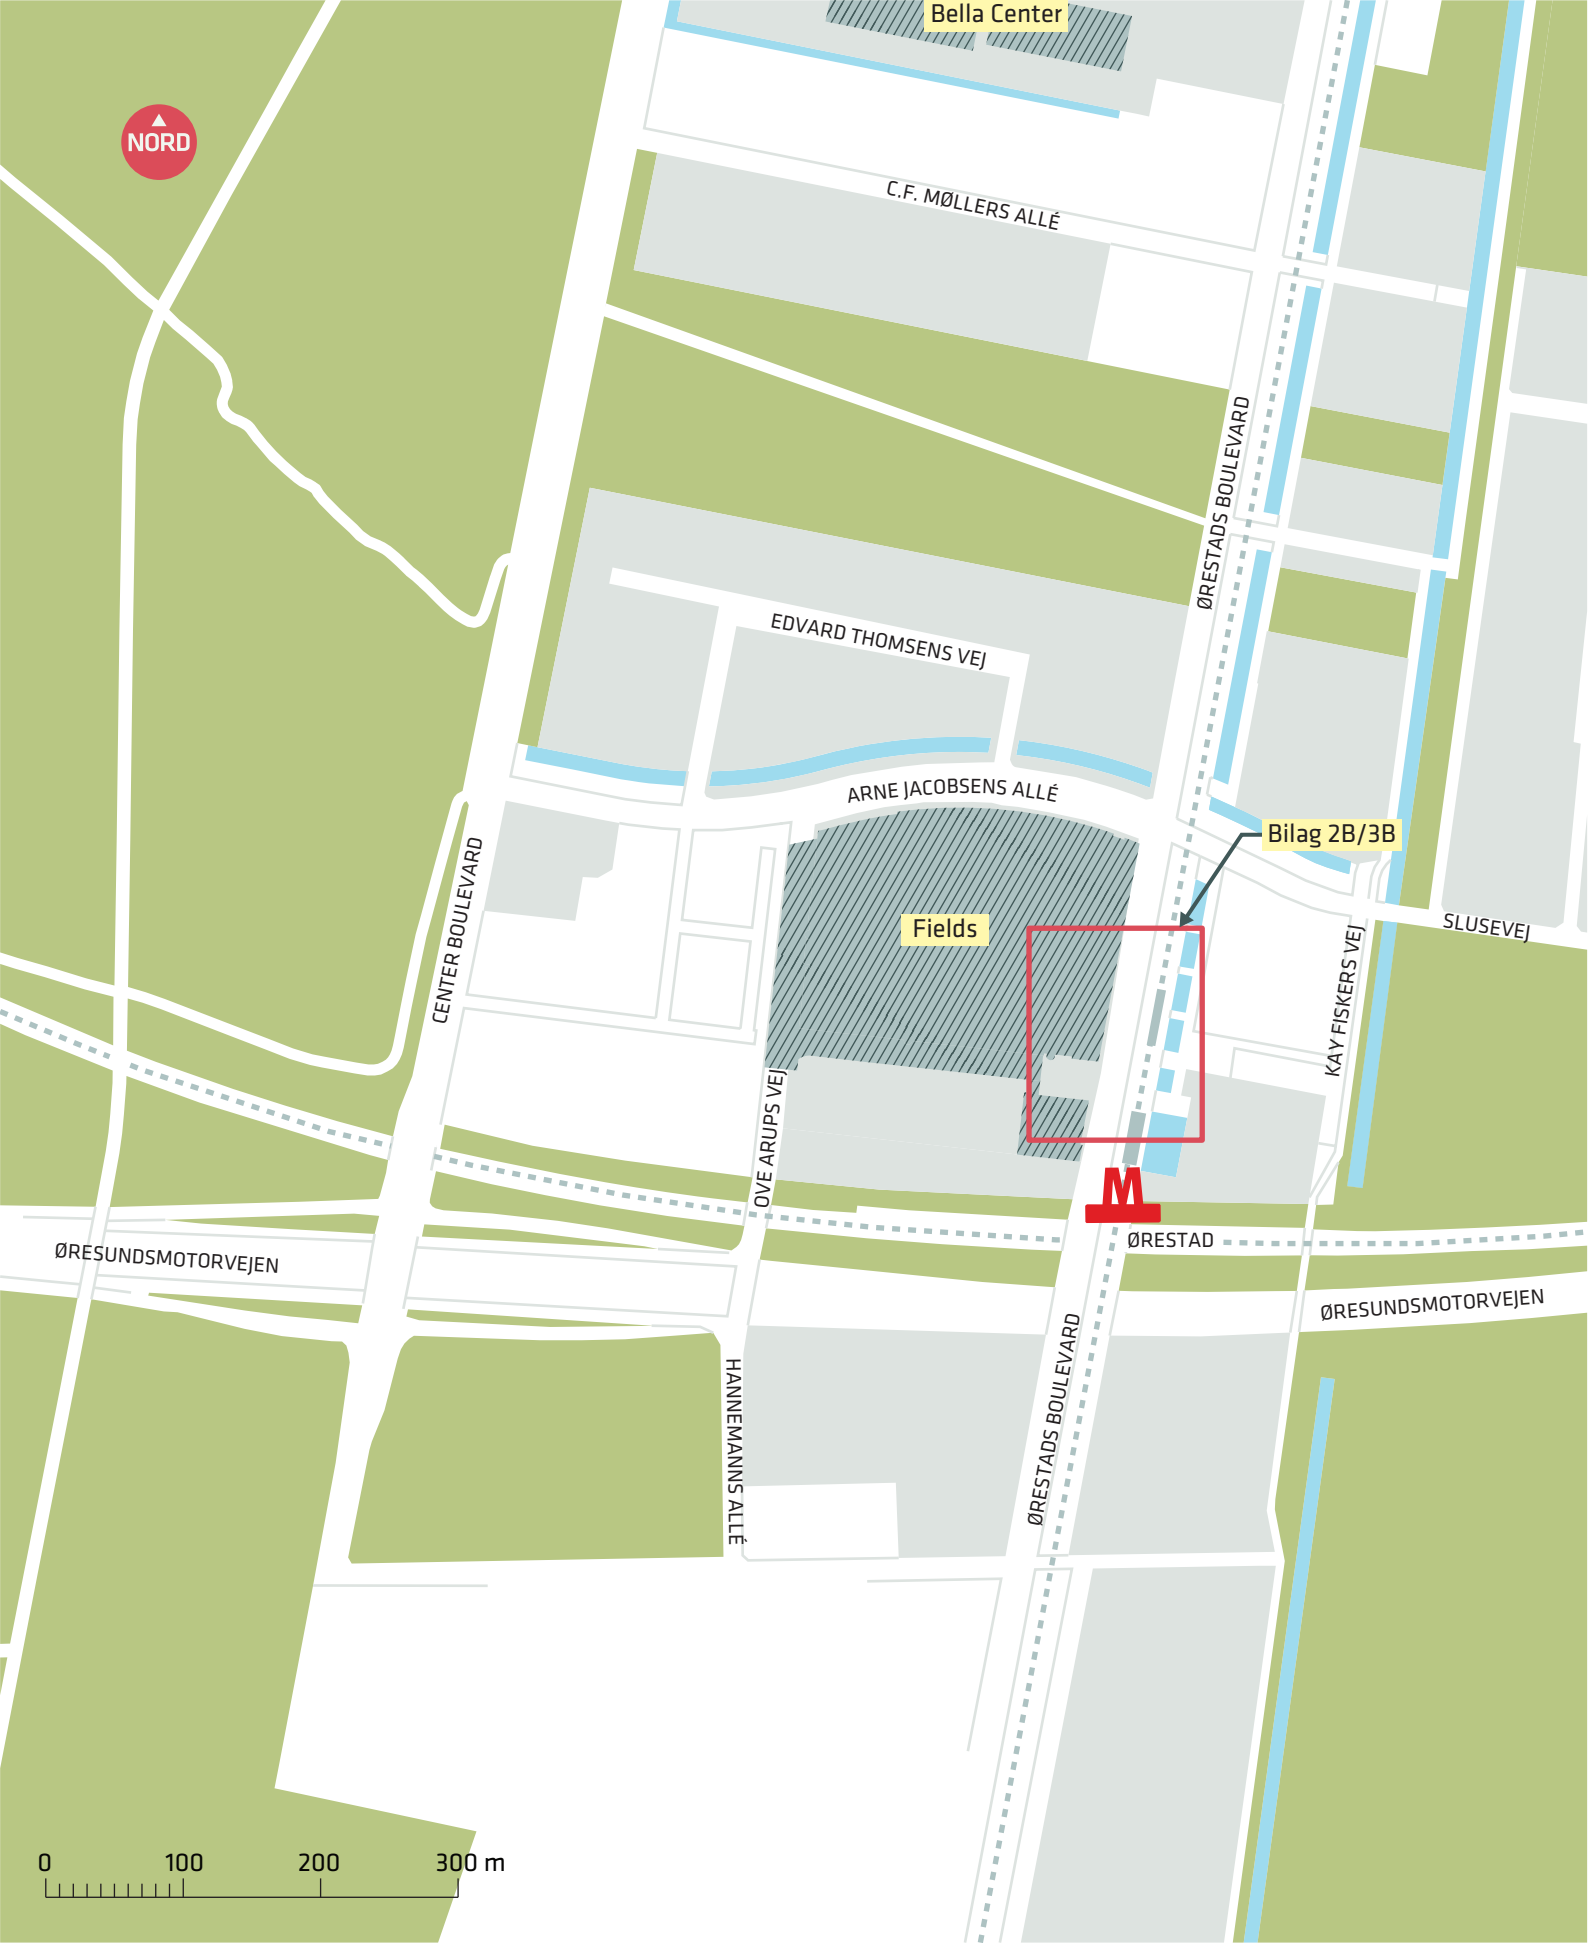 Bella Center
NORD
C.F. MØLLERS ALLÉ
ØRESTADS BOULEVARD
EDVARD THOMSENS VEJ
ARNE JACOBSENS ALLÉ
Bilag 2B/3B
CENTER BOULEVARD
Fields
SLUSEVEJ
KAY FISKERS VEJ
OVE ARUPS VEJ
M
ØRESTAD
ØRESUNDSMOTORVEJEN
ØRESUNDSMOTORVEJEN
HANNEMANNS ALLÉ
ØRESTADS BOULEVARD
0 100 200 300 m